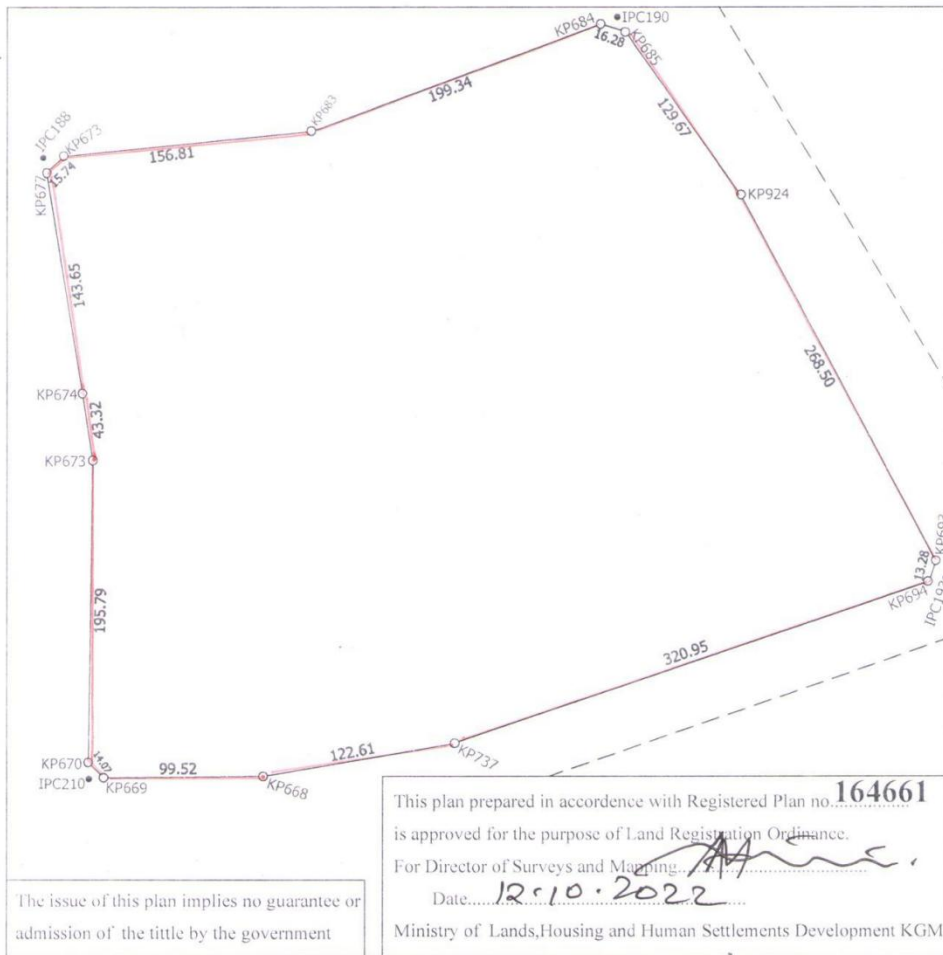 KP684
IPC190
16.28
KP685
199.34
129.67
KP683
156.81
IPC188
KP673
15.74
KP677
KP924
143.65
268.50
KP674
43.32
KP673
195.79
KP693
13.28
KP694
320.95
KP670
14.07
IPC210
KP669
99.52
KP668
122.61
KP737
This plan prepared in accordence with Registered Plan no. 164661
is approved for the purpose of Land Registration Ordinance.
For Director of Surveys and Mapping
Date 12.10.2022
Ministry of Lands,Housing and Human Settlements Development KGM
The issue of this plan implies no guarantee or
admission of the tittle by the government